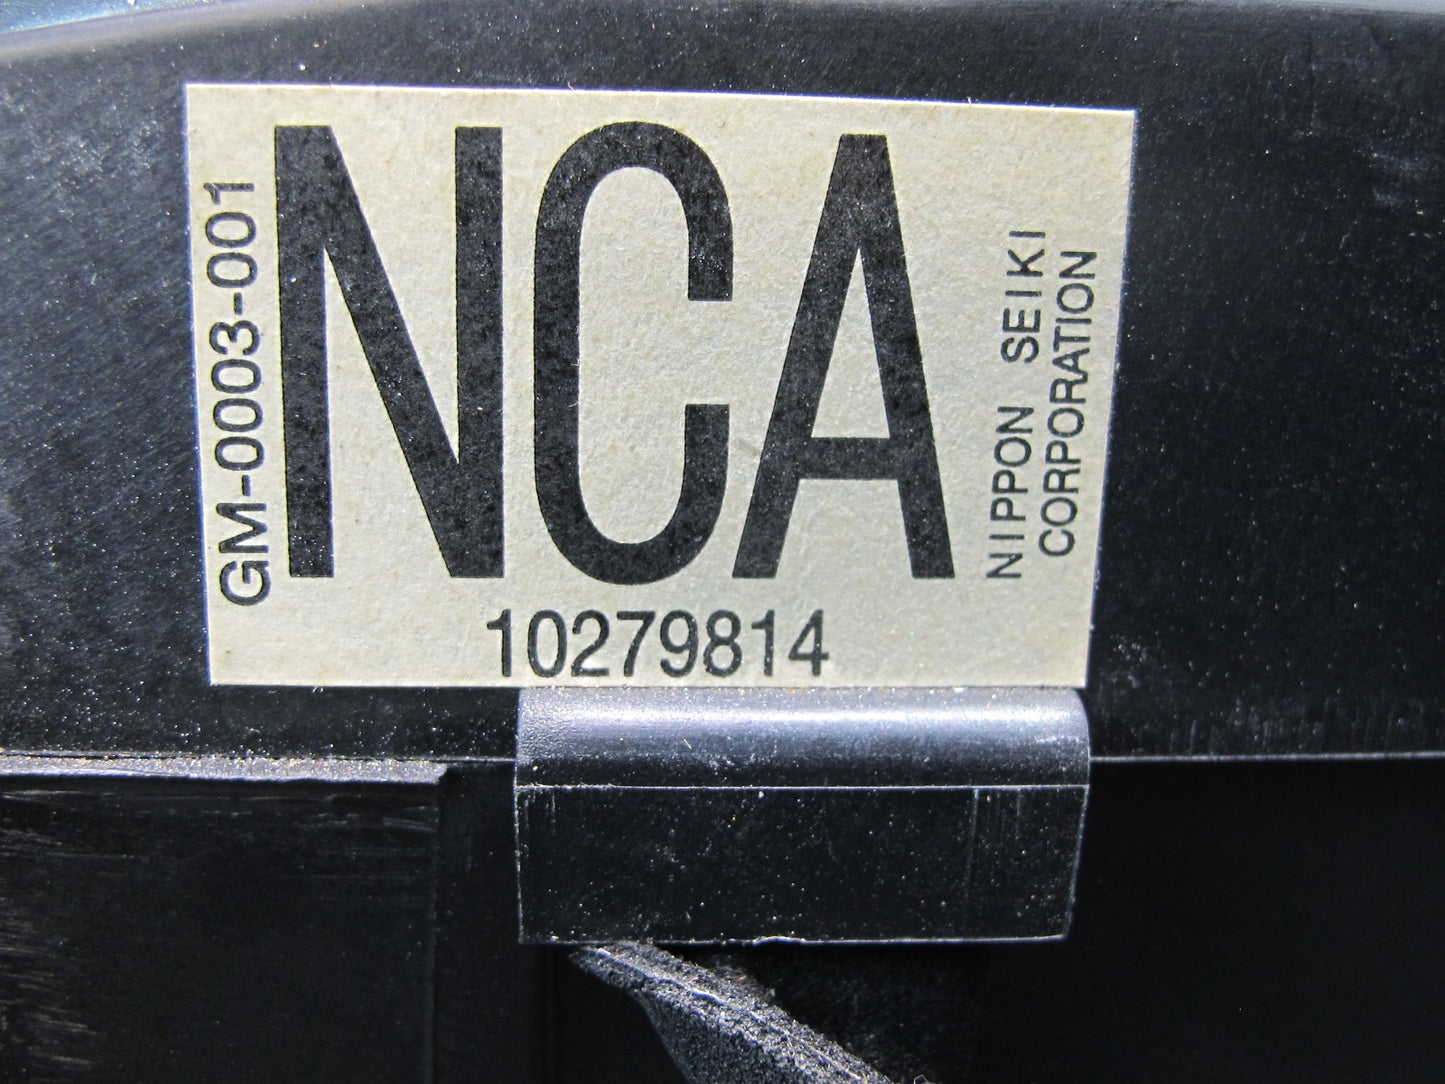 GM-0003-001
NCA
NIPPON SEIKI
CORPORATION
10279814